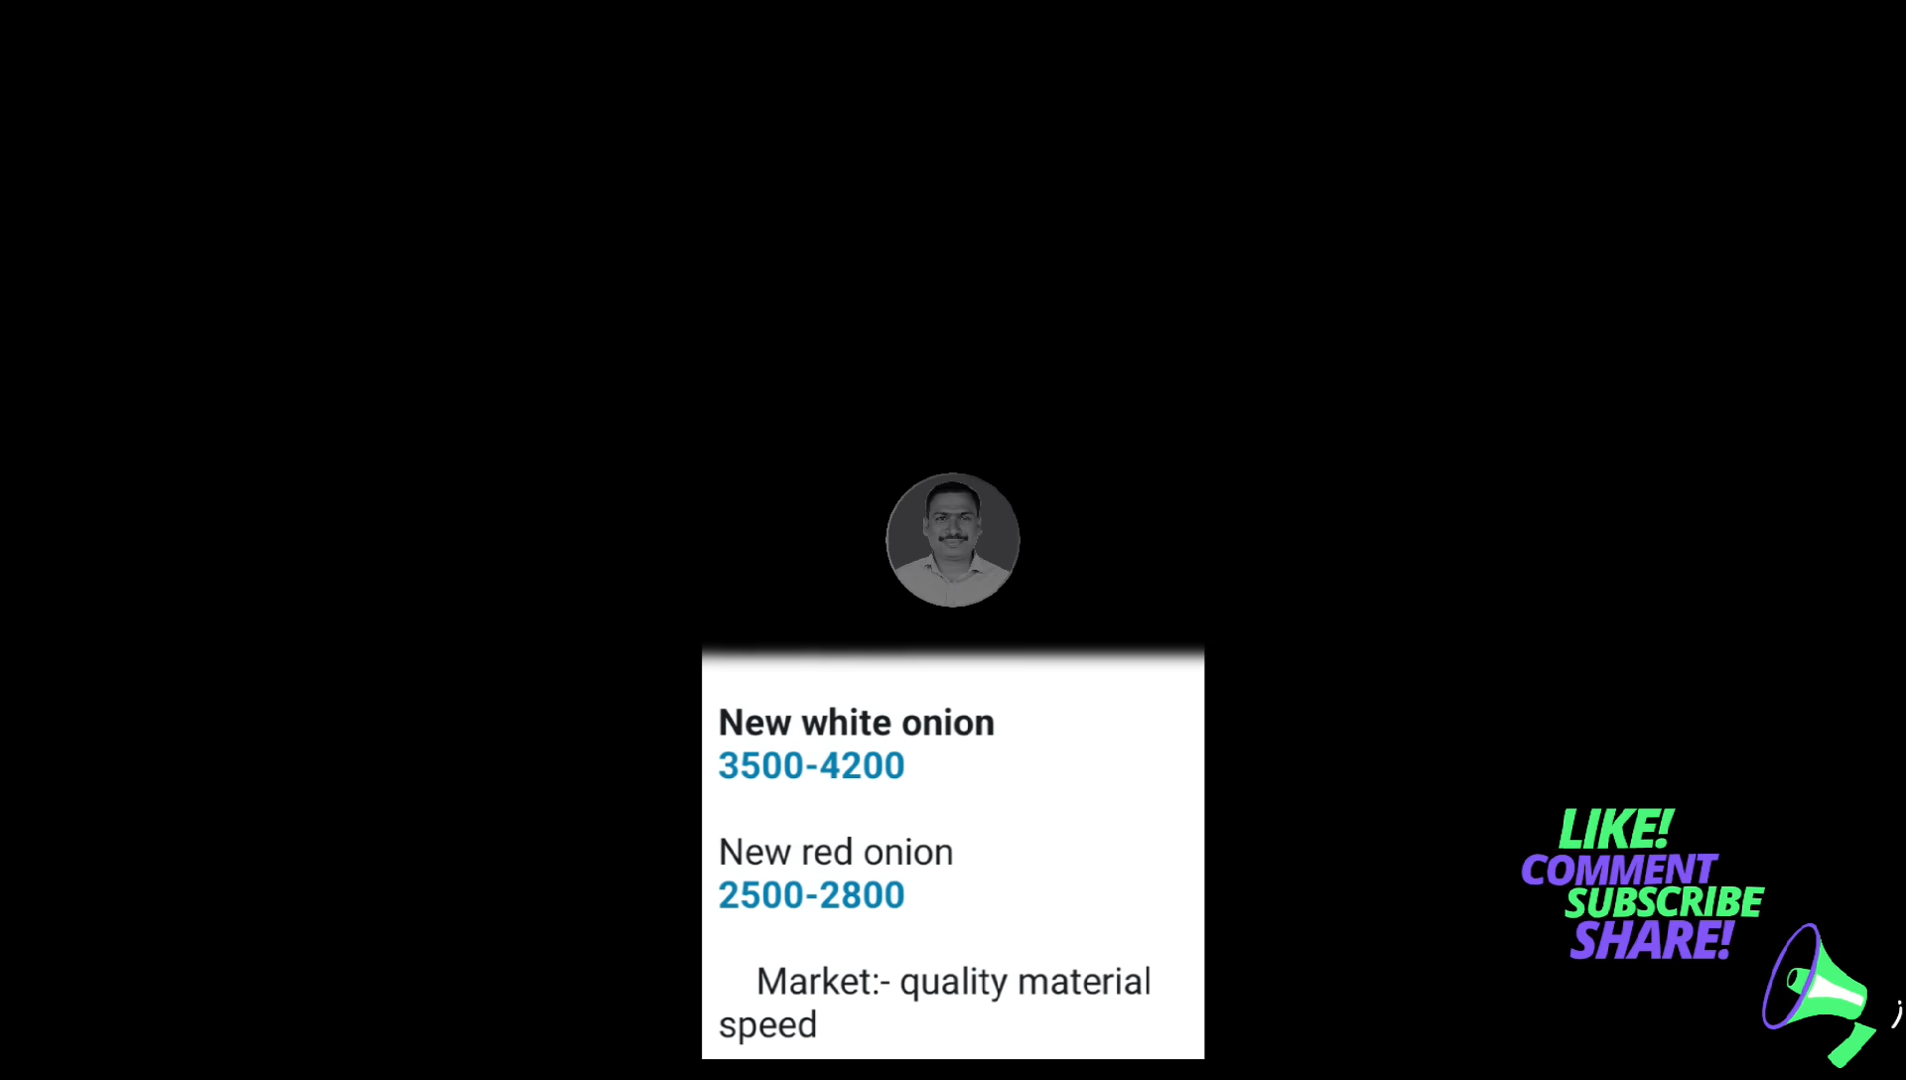 New white onion
3500-4200
New red onion
2500-2800
Market:- quality material
speed
LIKE!
COMMENT
SUBSCRIBE
SHARE!